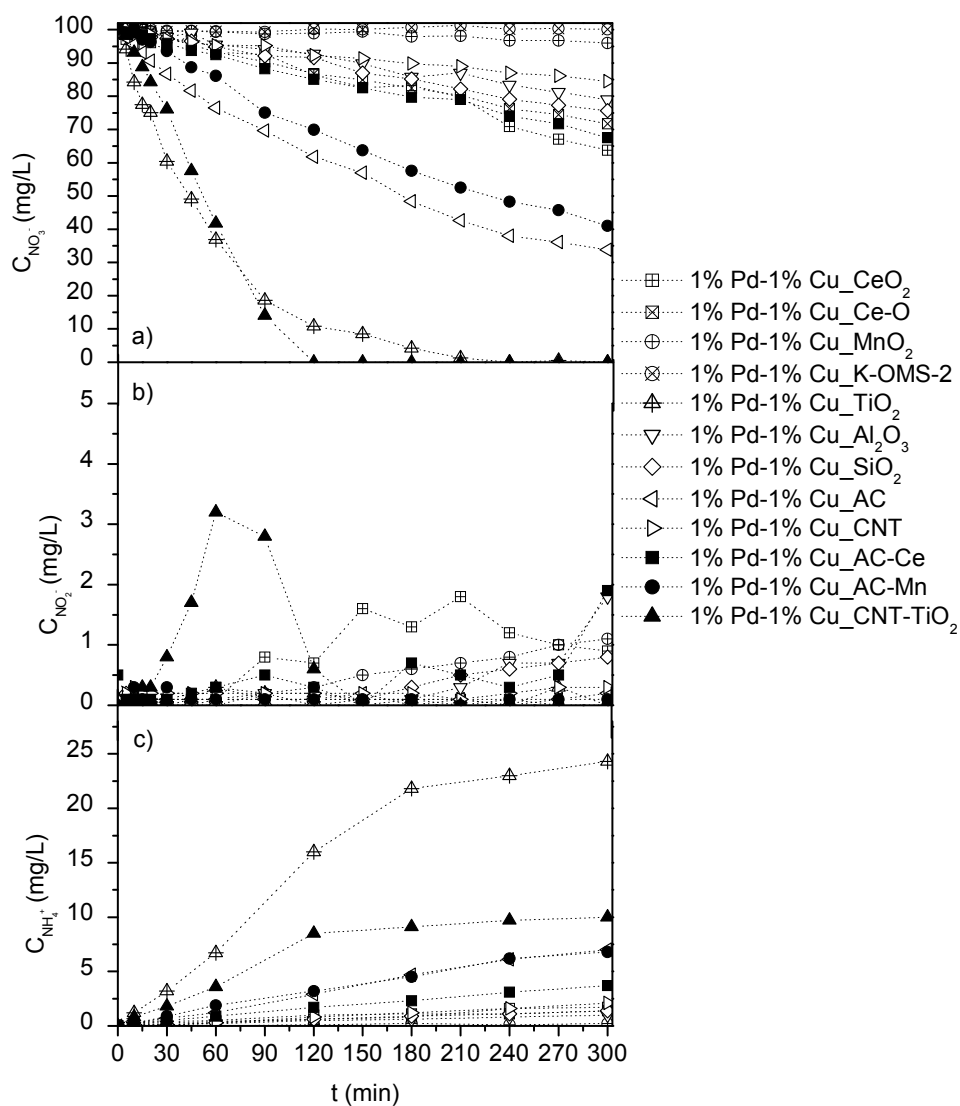 100
90
80
70
60
50
40
30
20
10
0
C_NO₃⁻ (mg/L)
a)
5
4
3
2
1
0
C_NO₂⁻ (mg/L)
b)
25
20
15
10
5
0
C_NH₄⁺ (mg/L)
c)
0 30 60 90 120 150 180 210 240 270 300
t (min)
1% Pd-1% Cu_CeO₂
1% Pd-1% Cu_Ce-O
1% Pd-1% Cu_MnO₂
1% Pd-1% Cu_K-OMS-2
1% Pd-1% Cu_TiO₂
1% Pd-1% Cu_Al₂O₃
1% Pd-1% Cu_SiO₂
1% Pd-1% Cu_AC
1% Pd-1% Cu_CNT
1% Pd-1% Cu_AC-Ce
1% Pd-1% Cu_AC-Mn
1% Pd-1% Cu_CNT-TiO₂